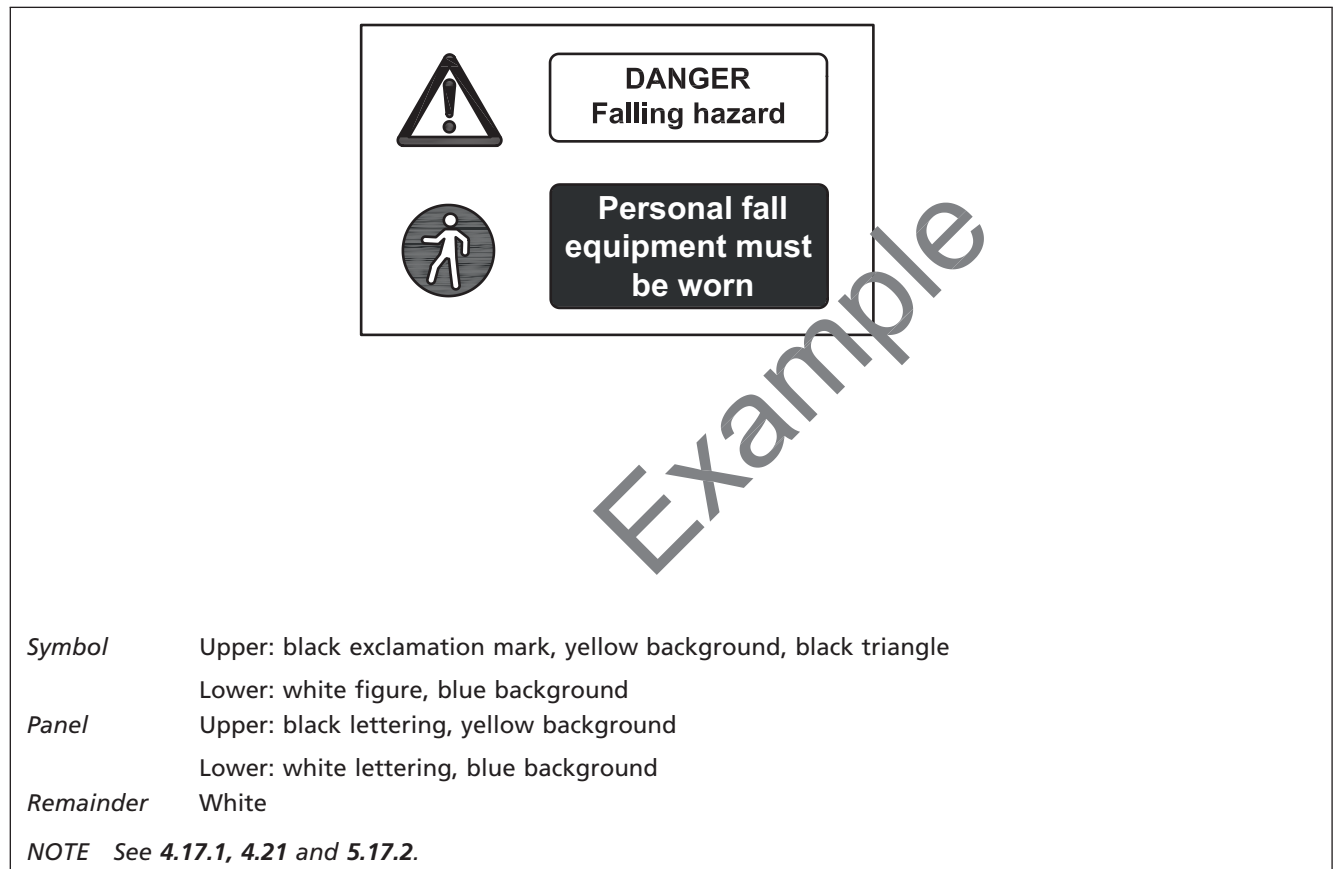 DANGER
Falling hazard
Personal fall
equipment must
be worn
Example
Symbol Upper: black exclamation mark, yellow background, black triangle
Lower: white figure, blue background
Panel Upper: black lettering, yellow background
Lower: white lettering, blue background
Remainder White
NOTE See 4.17.1, 4.21 and 5.17.2.